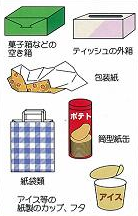 菓子箱などの
空き箱
ティッシュの外箱
包装紙
ポテト
筒型紙缶
紙袋類
アイス
アイス等の
紙製のカップ、フタ